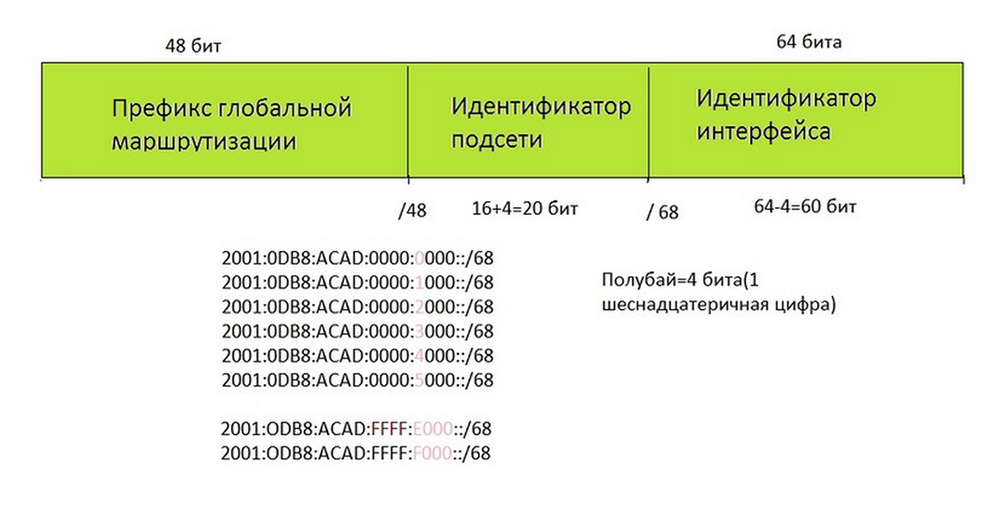 48 бит
64 бита
Префикс глобальной
маршрутизации
Идентификатор
подсети
Идентификатор
интерфейса
/48
16+4=20 бит
/ 68
64-4=60 бит
2001:0DB8:ACAD:0000:0000::/68
2001:0DB8:ACAD:0000:1000::/68
2001:0DB8:ACAD:0000:2000::/68
2001:0DB8:ACAD:0000:3000::/68
2001:0DB8:ACAD:0000:4000::/68
2001:0DB8:ACAD:0000:5000::/68
Полубай=4 бита(1
шеснадцатеричная цифра)
2001:ODB8:ACAD:FFFF:E000::/68
2001:ODB8:ACAD:FFFF:F000::/68